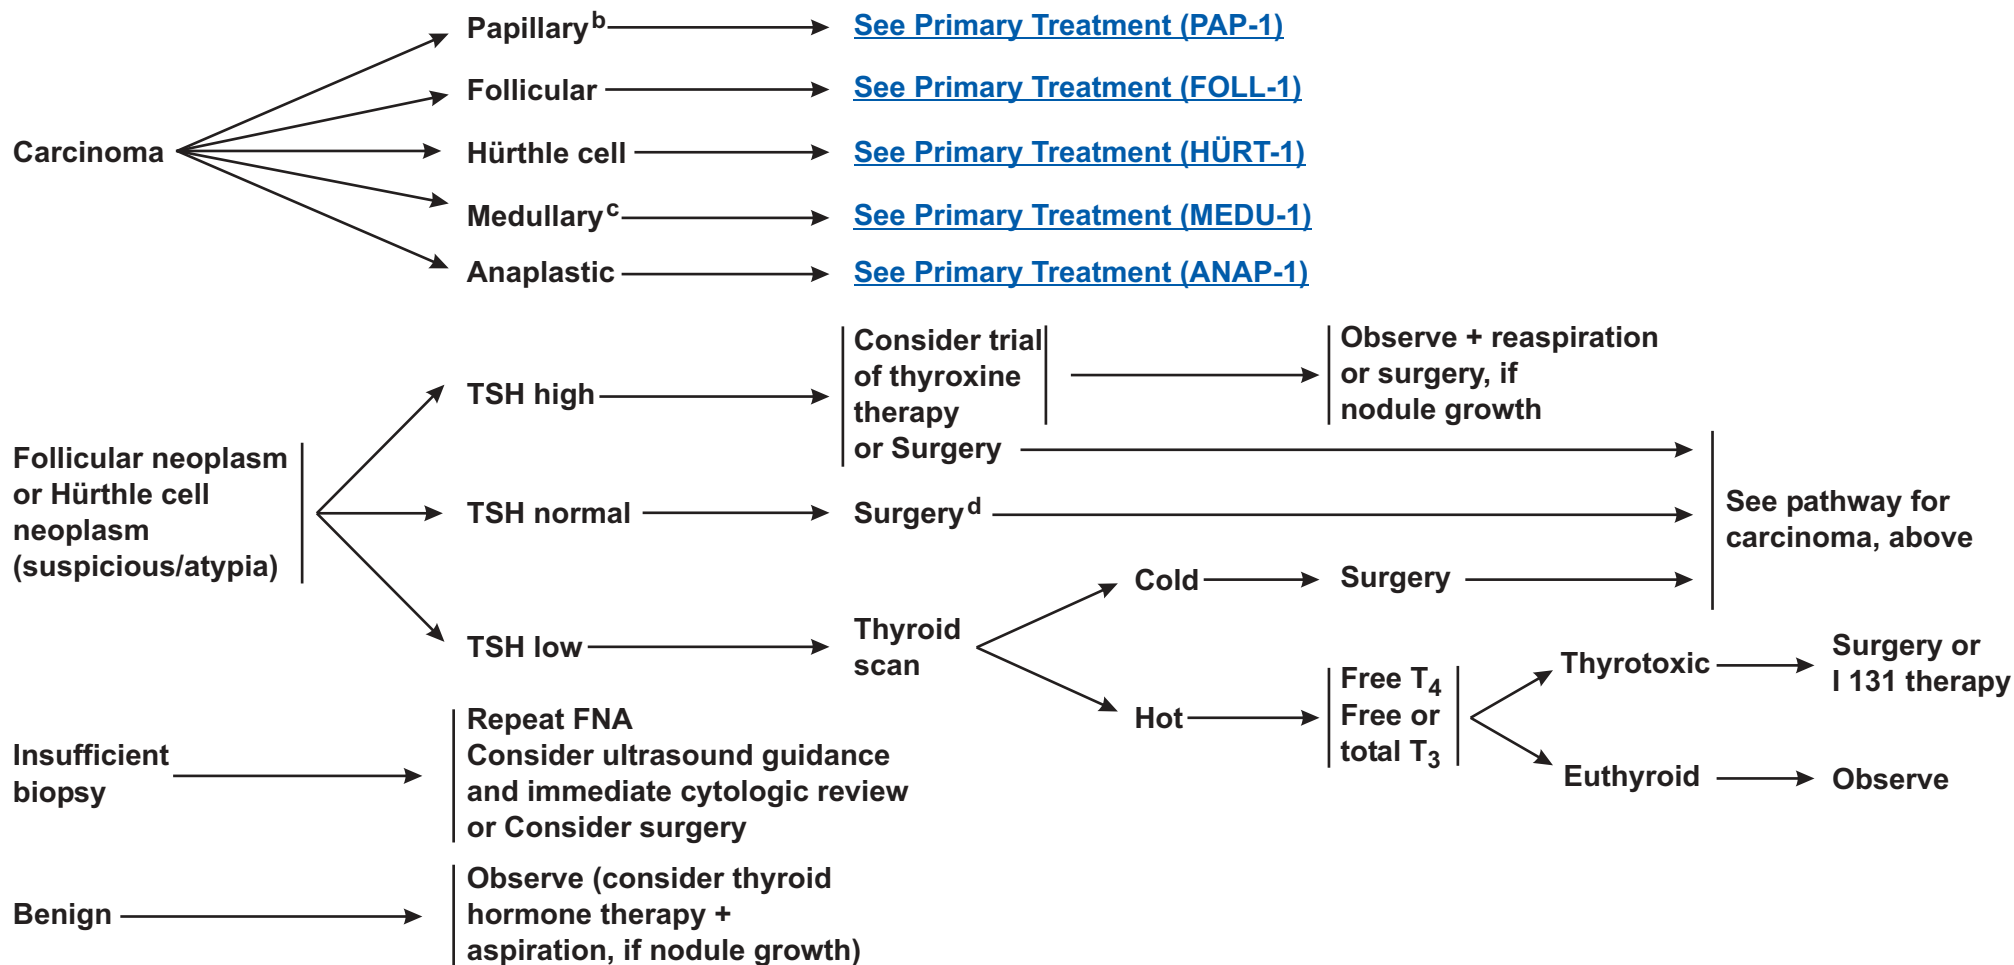 Carcinoma
Papillary b
See Primary Treatment (PAP-1)
Follicular
See Primary Treatment (FOLL-1)
Hürthle cell
See Primary Treatment (HÜRT-1)
Medullary c
See Primary Treatment (MEDU-1)
Anaplastic
See Primary Treatment (ANAP-1)
Follicular neoplasm
or Hürthle cell
neoplasm
(suspicious/atypia)
TSH high
Consider trial
of thyroxine
therapy
or Surgery
Observe + reaspiration
or surgery, if
nodule growth
TSH normal
Surgery d
See pathway for
carcinoma, above
TSH low
Thyroid
scan
Cold
Surgery
Hot
Free T4
Free or
total T3
Thyrotoxic
Surgery or
I 131 therapy
Euthyroid
Observe
Insufficient
biopsy
Repeat FNA
Consider ultrasound guidance
and immediate cytologic review
or Consider surgery
Benign
Observe (consider thyroid
hormone therapy +
aspiration, if nodule growth)